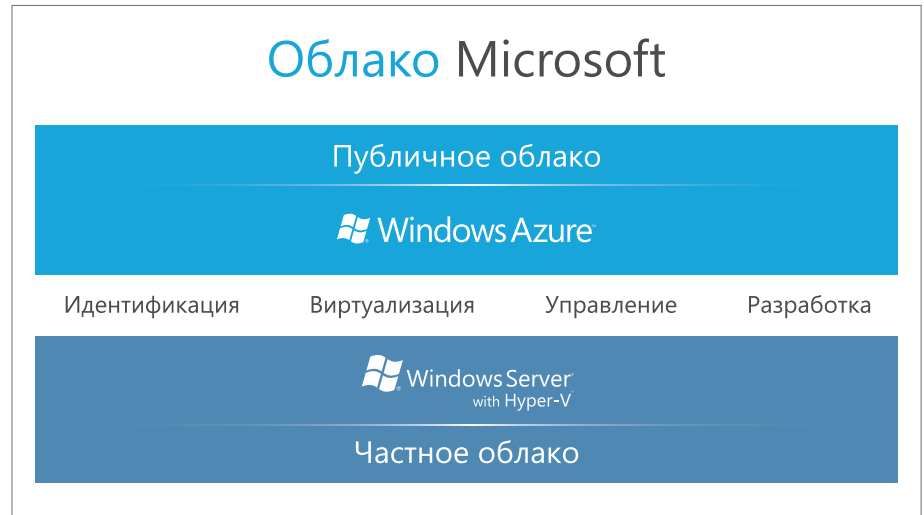 Облако Microsoft
Публичное облако
Windows Azure
Идентификация Виртуализация Управление Разработка
Windows Server
with Hyper-V
Частное облако